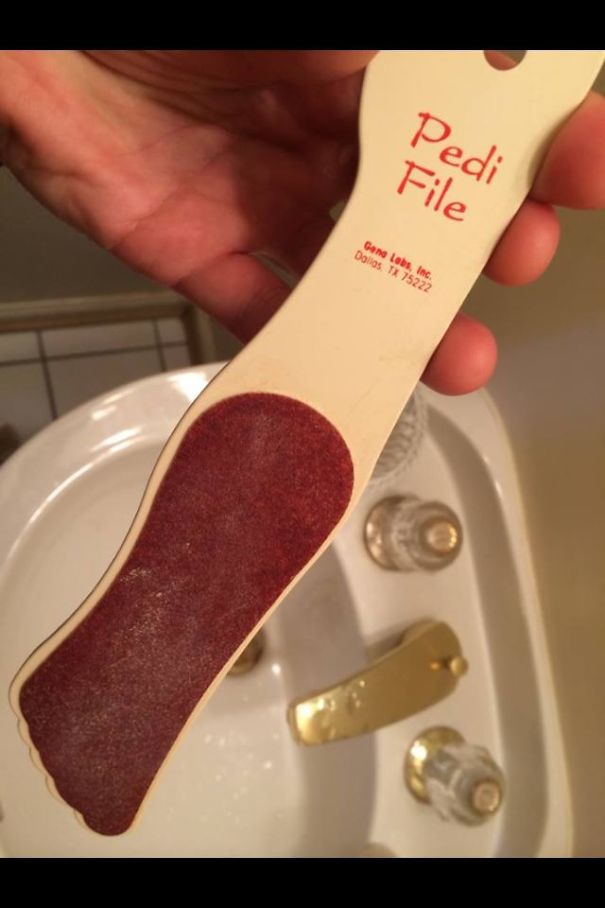 Pedi
File
Gena Labs, Inc.
Dallas, TX 75222